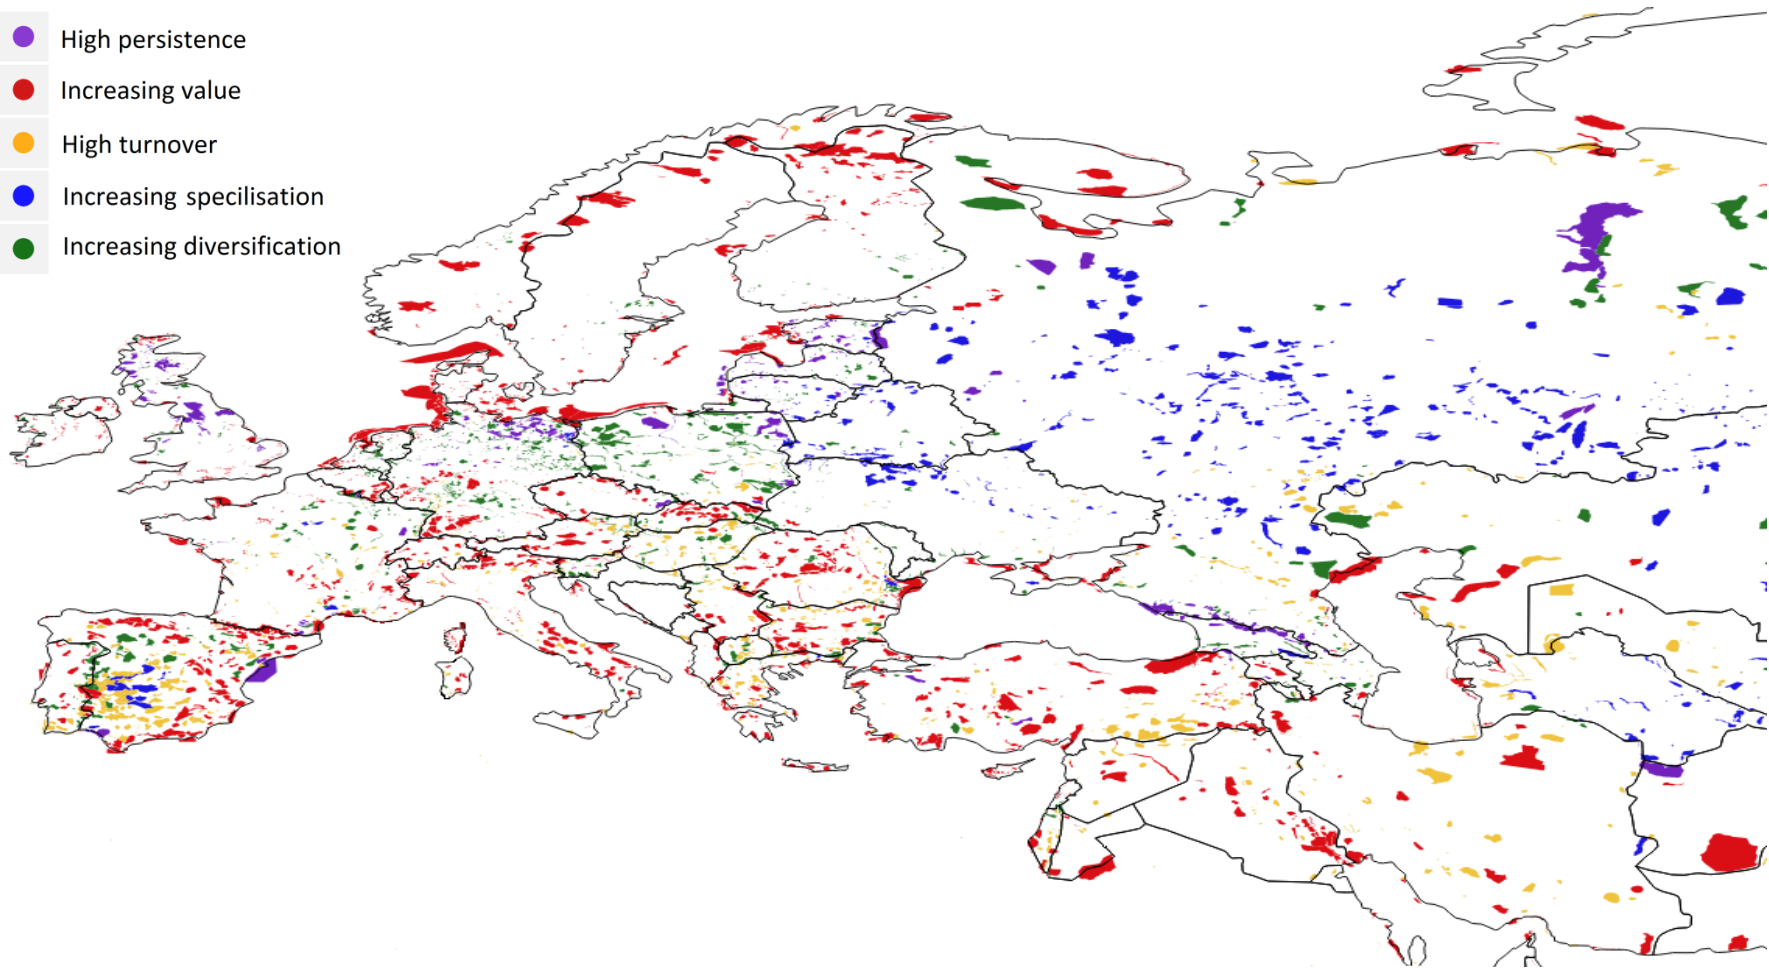 High persistence
Increasing value
High turnover
Increasing specilisation
Increasing diversification